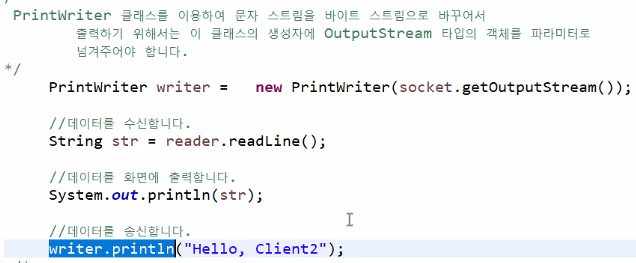 /
PrintWriter 클래스를 이용하여 문자 스트림을 바이트 스트림으로 바꾸어서
출력하기 위해서는 이 클래스의 생성자에 OutputStream 타입의 객체를 파라미터로
넘겨주어야 합니다.
*/
PrintWriter writer =   new PrintWriter(socket.getOutputStream());
//데이터를 수신합니다.
String str = reader.readLine();
//데이터를 화면에 출력합니다.
System.out.println(str);
//데이터를 송신합니다.
writer.println("Hello, Client2");